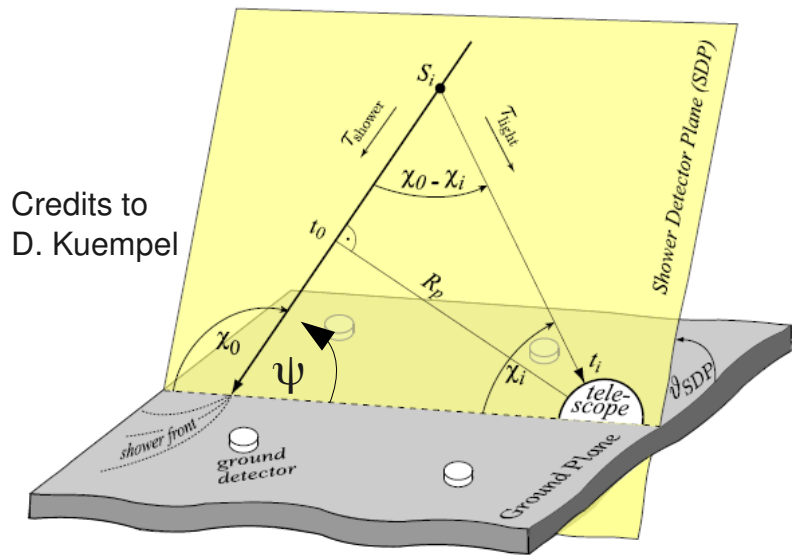 S_i
τ_shower
τ_light
Shower Detector Plane (SDP)
χ_0 - χ_i
Credits to
D. Kuempel
t_0
R_p
χ_0
ψ
χ_i
t_i
tele-
scope
ϑ_SDP
shower front
ground
detector
Ground Plane